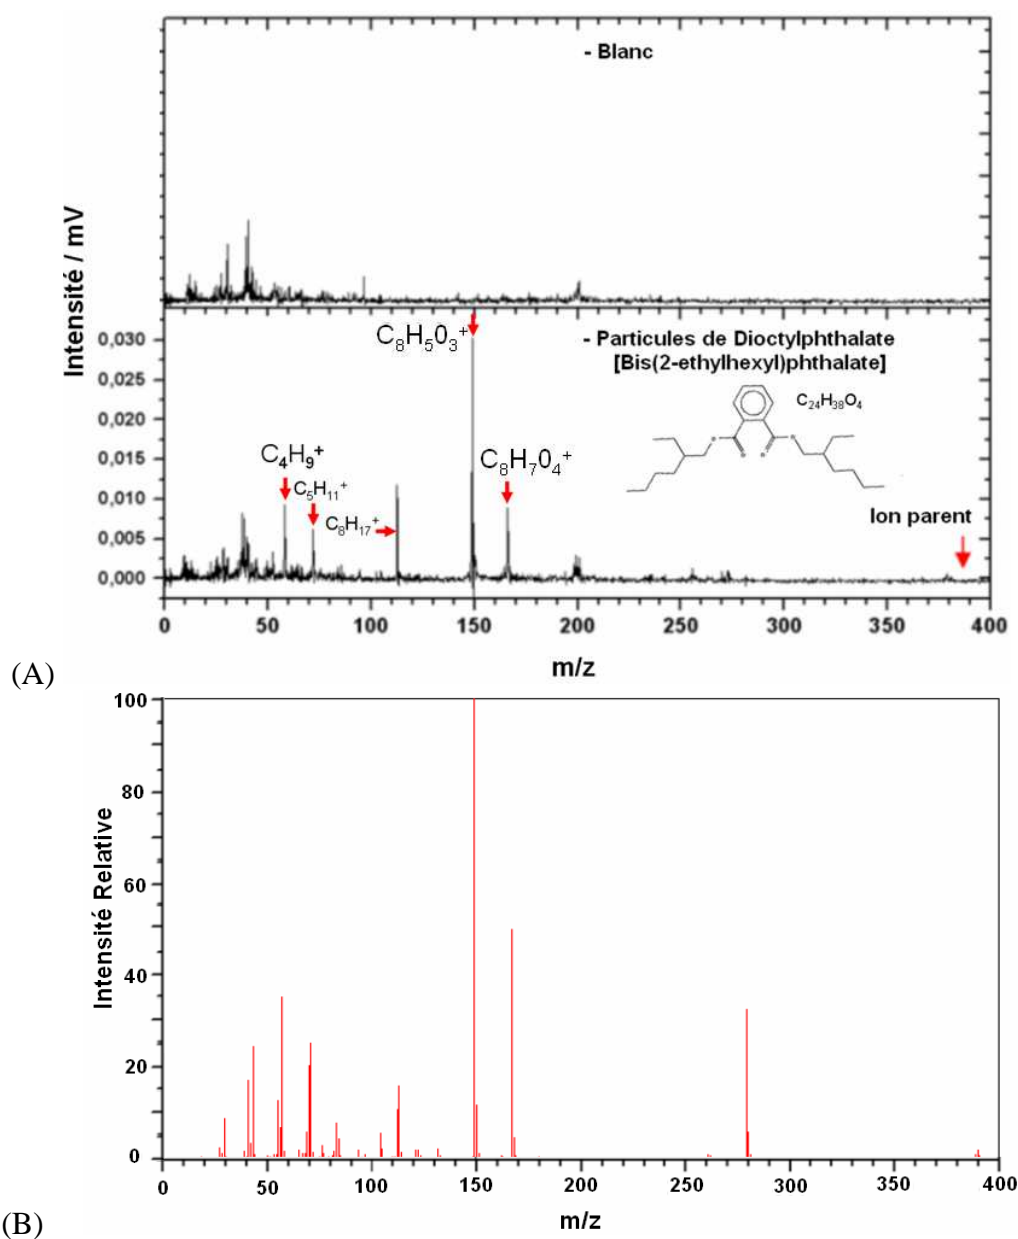 - Blanc
Intensité / mV
C₈H₅0₃⁺
- Particules de Dioctylphthalate
[Bis(2-ethylhexyl)phthalate]
C₂₄H₃₈O₄
C₄H₉⁺
C₅H₁₁⁺
C₈H₁₇⁺
C₈H₇0₄⁺
Ion parent
0,030
0,025
0,020
0,015
0,010
0,005
0,000
0 50 100 150 200 250 300 350 400
m/z
(A)
Intensité Relative
100
80
60
40
20
0
0 50 100 150 200 250 300 350 400
m/z
(B)